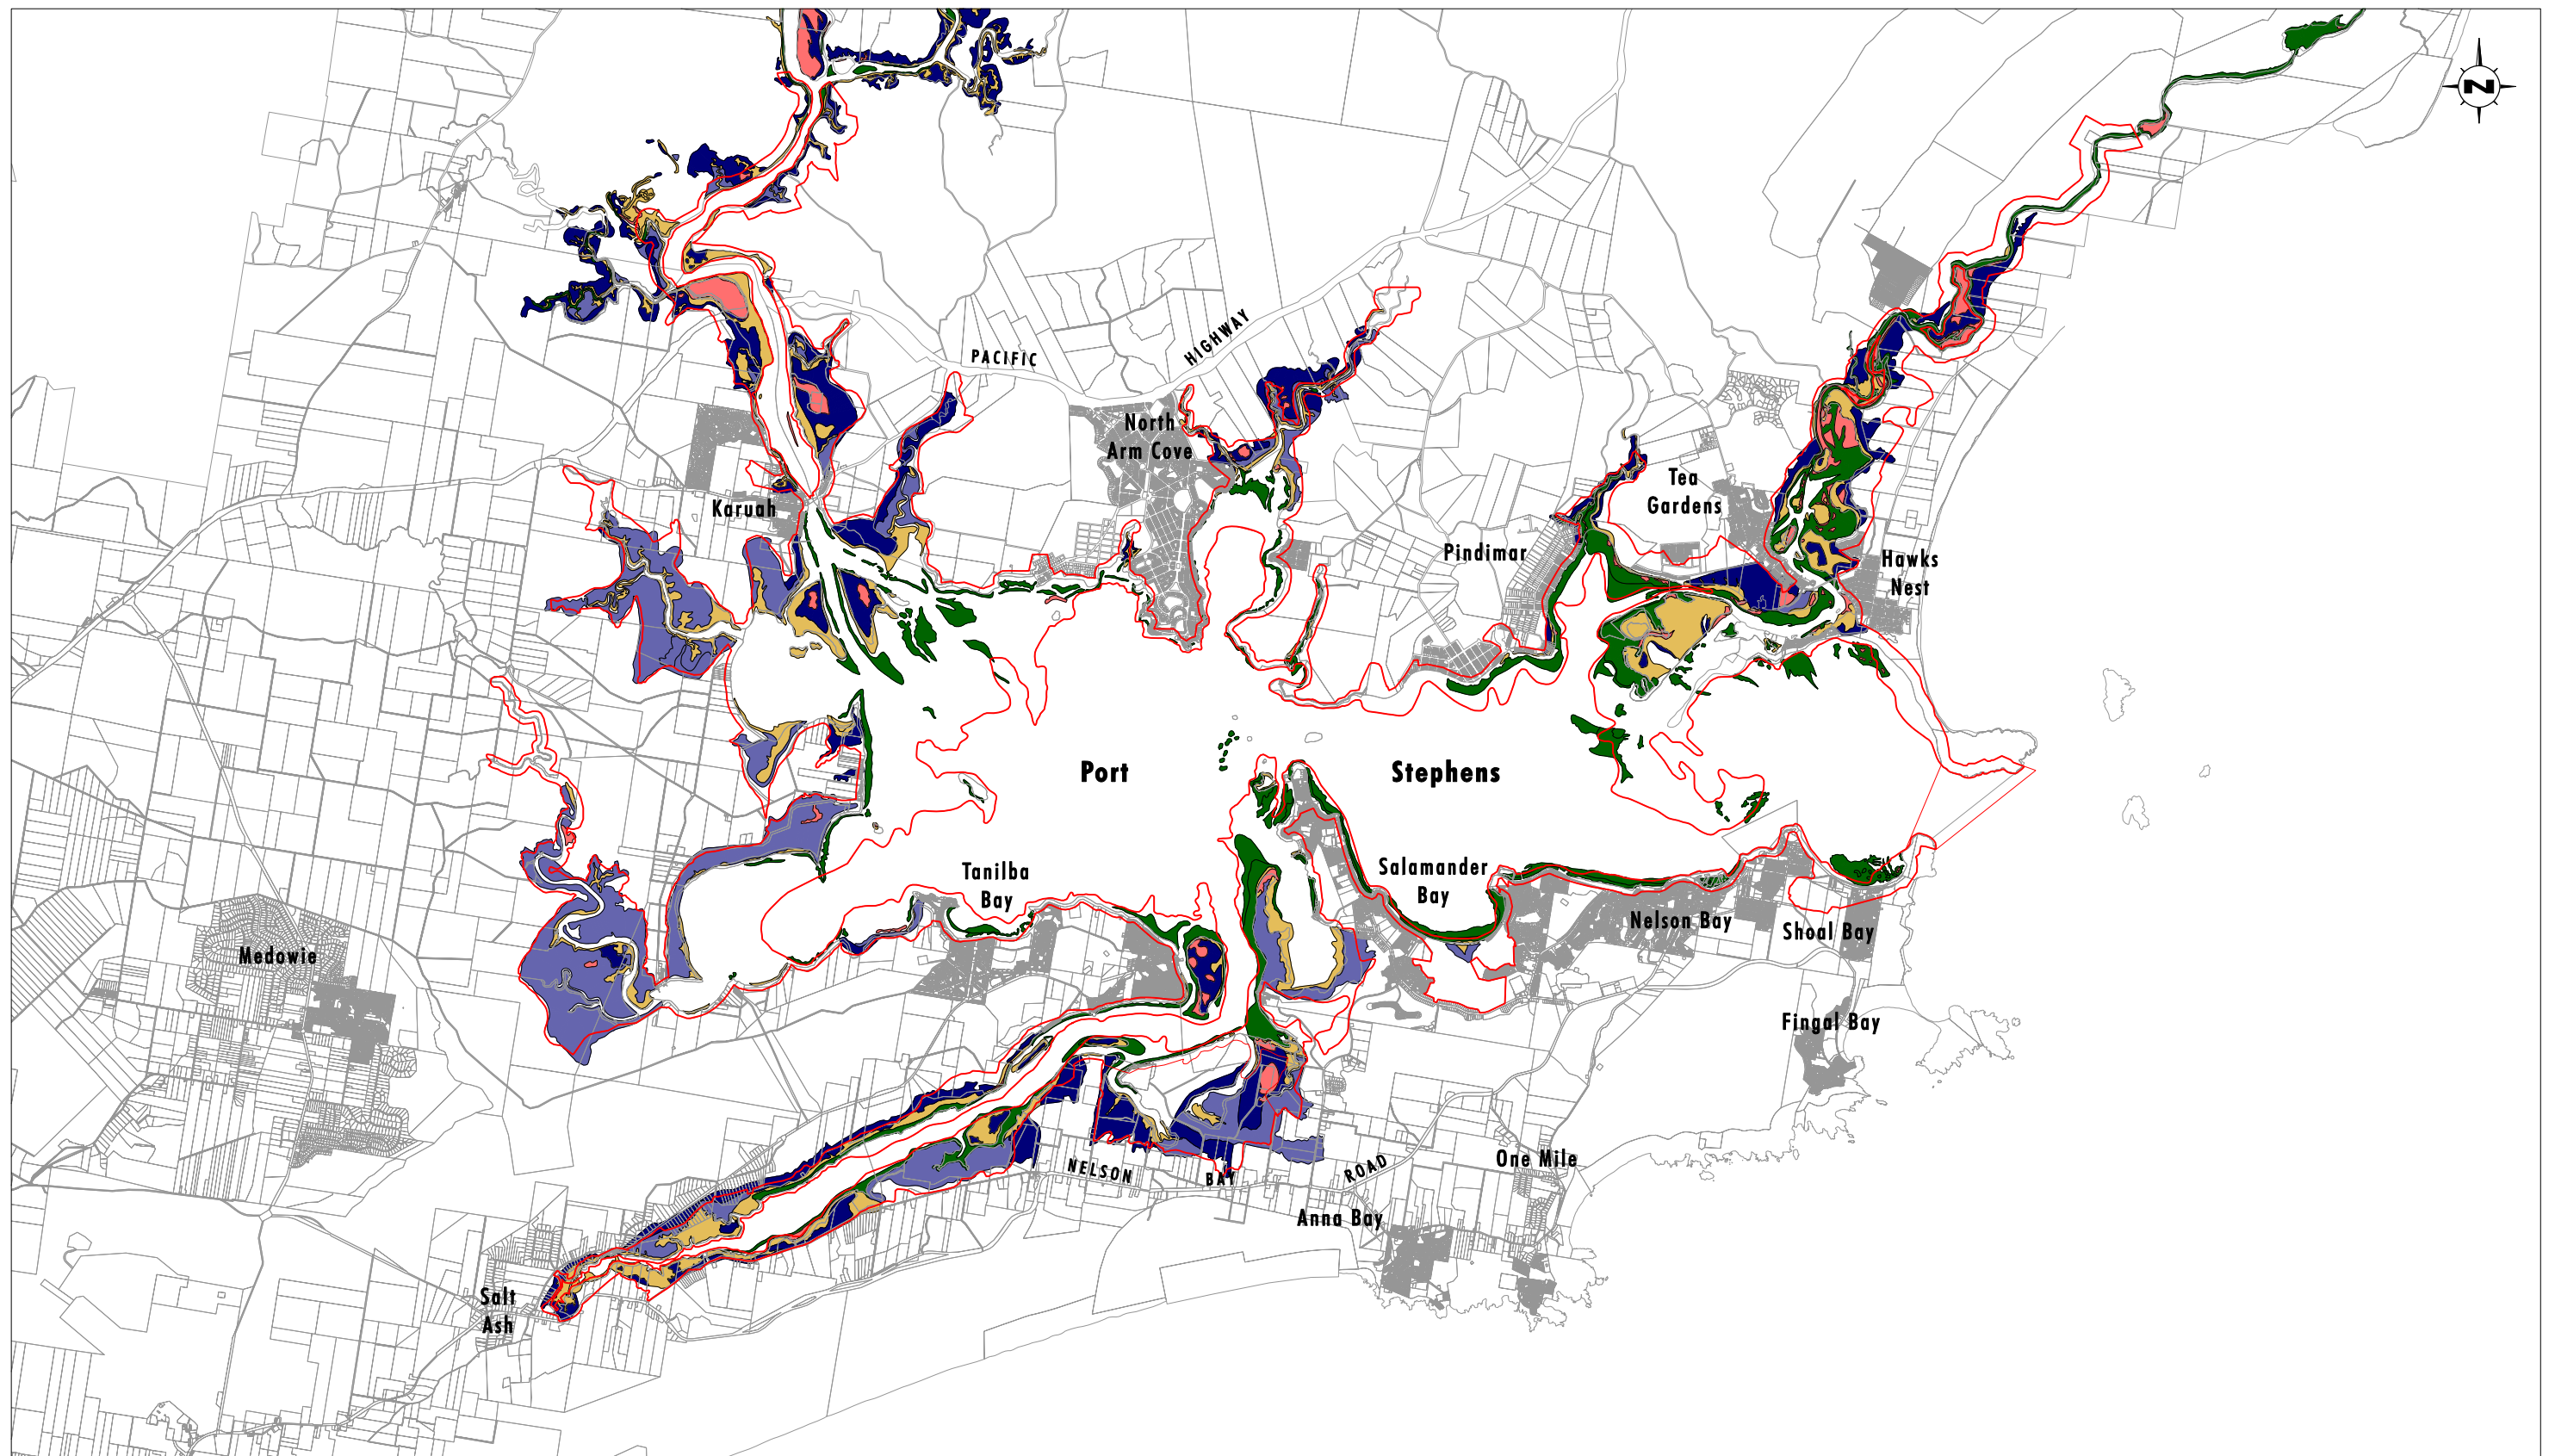 N
PACIFIC
HIGHWAY
North
Arm Cove
Tea
Gardens
Karuah
Pindimar
Hawks
Nest
Port
Stephens
Tanilba
Bay
Salamander
Bay
Nelson Bay
Shoal Bay
Medowie
Fingal Bay
NELSON
BAY
ROAD
One Mile
Anna Bay
Salt
Ash